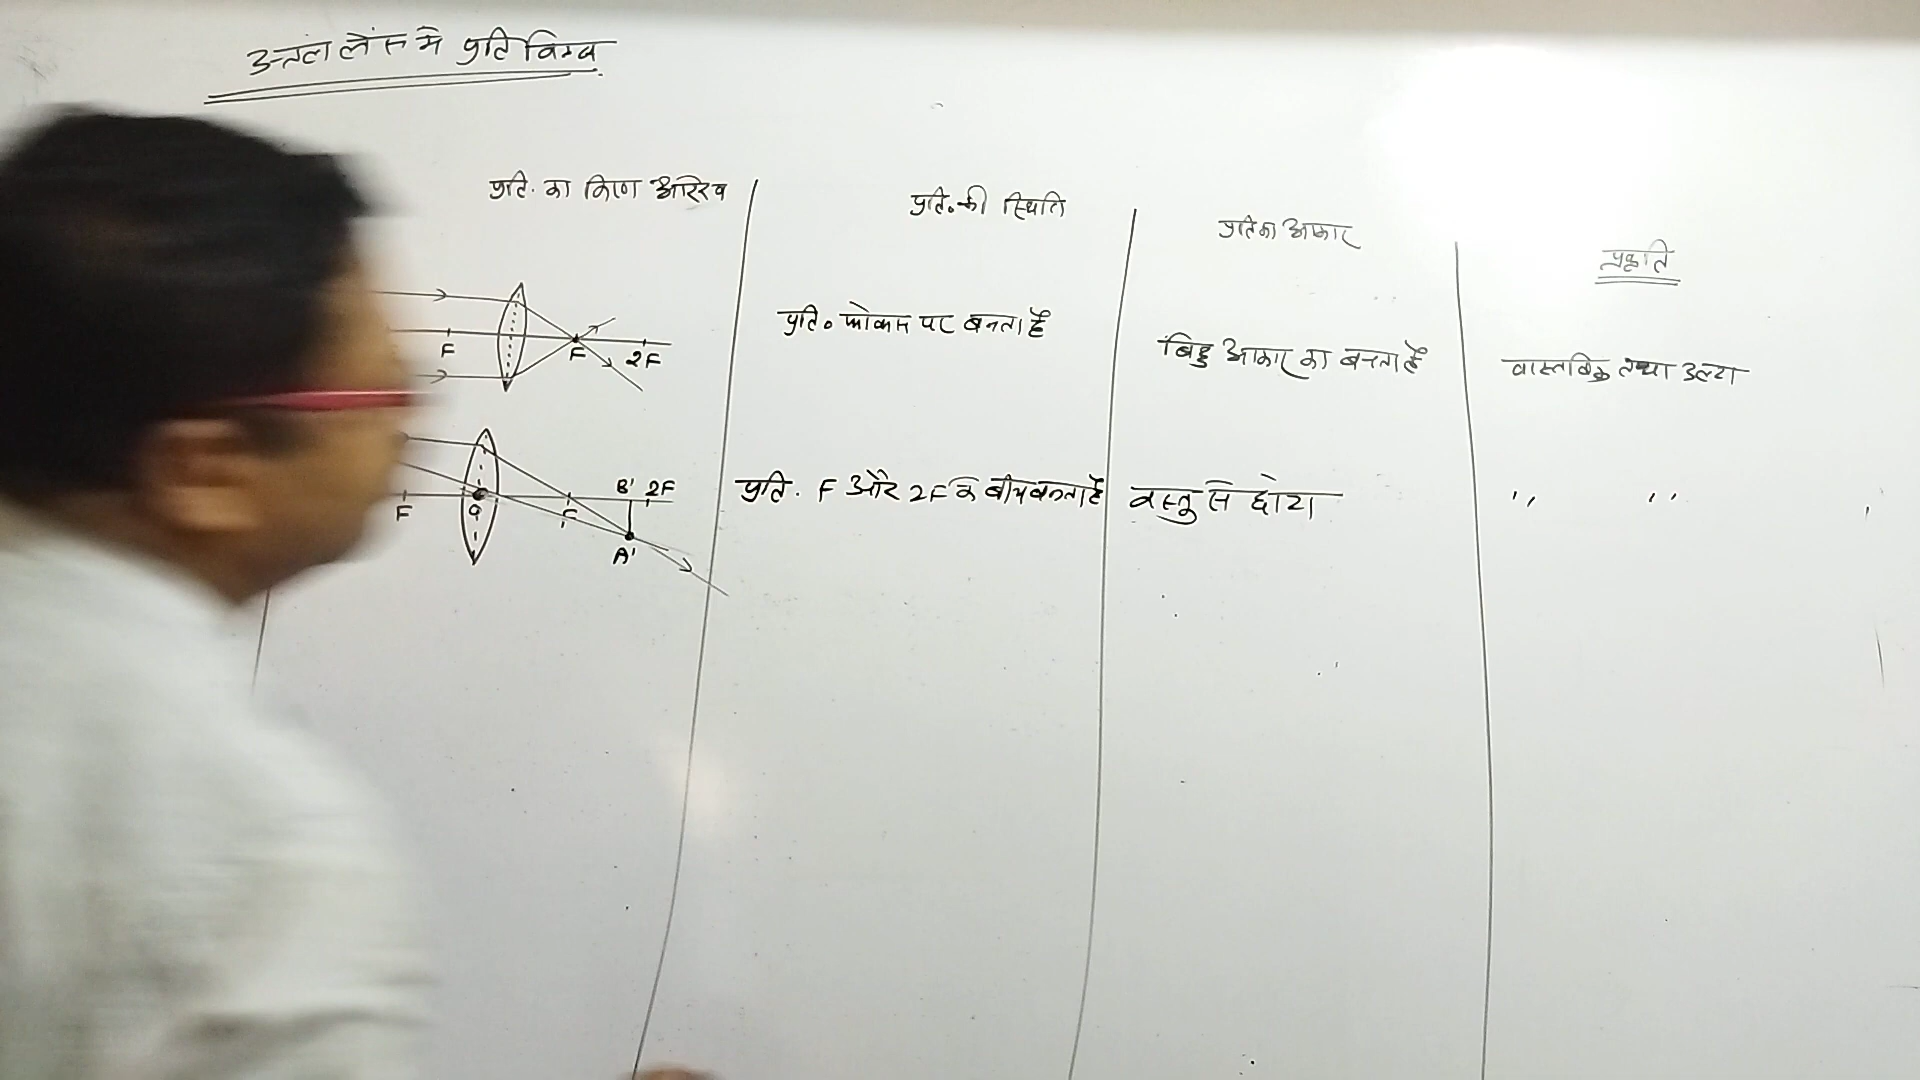 उत्तल लेंस में प्रतिबिम्ब
प्रति. का किरण आरेख
प्रति. की स्थिति
प्रति का आकार
प्रकृति
F
F
2F
प्रति. फोकस पर बनता है
बिंदु आकार का बनता है
वास्तविक तथा उल्टा
F
O
F
B' 2F
A'
प्रति. F और 2F के बीच बनता है
वस्तु से छोटा
,, ,,